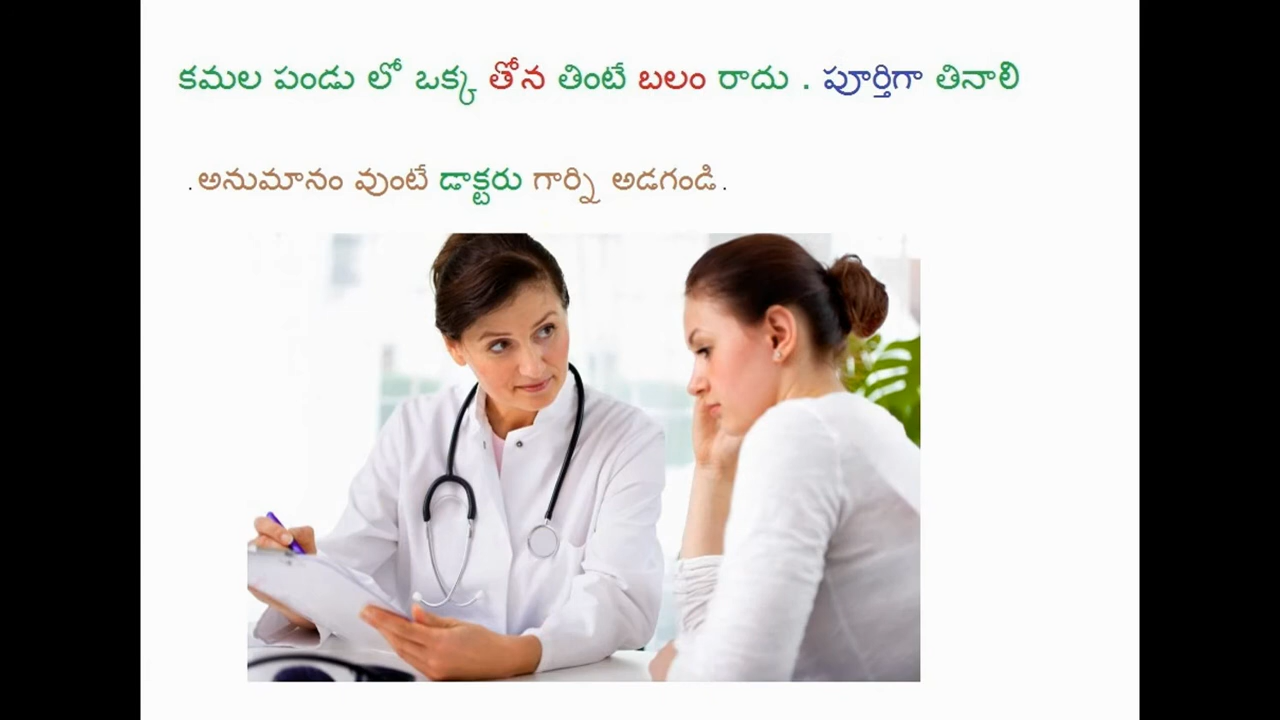 కమల పండు లో ఒక్క తోన తింటే బలం రాదు . పూర్తిగా తినాలి
. అనుమానం వుంటే డాక్టరు గార్ని అడగండి .